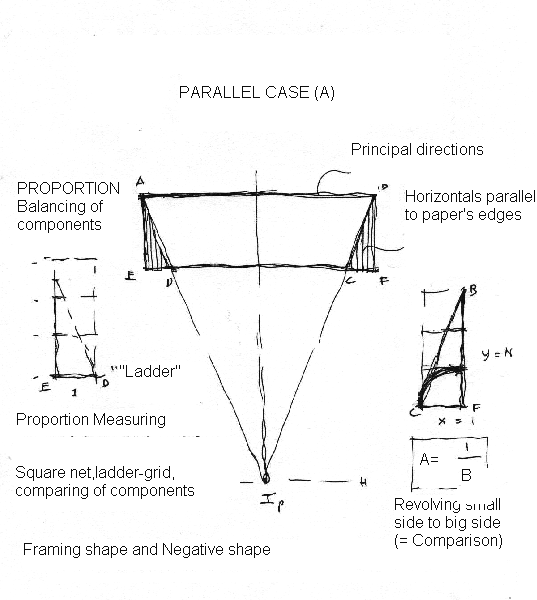 PARALLEL CASE (A)
Principal directions
PROPORTION
Balancing of
components
A
B
Horizontals parallel
to paper's edges
E
D
C
F
B
Y = N
""Ladder"
E
1
D
C
F
X = 1
Proportion Measuring
A= 1
B
Square net,ladder-grid,
comparing of components
H
I P
Revolving small
side to big side
(= Comparison)
Framing shape and Negative shape